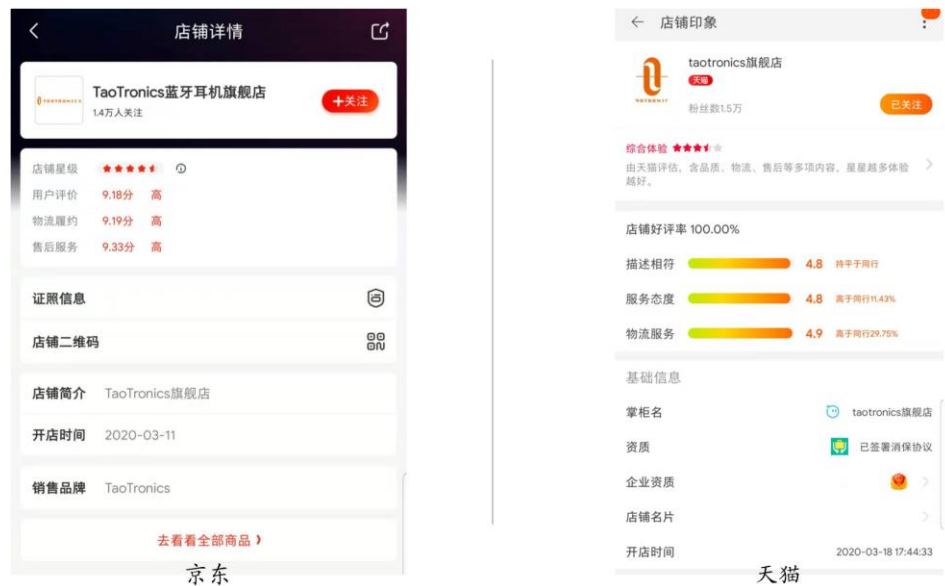 店铺详情
TAOTRONICS
TaoTronics蓝牙耳机旗舰店
1.4万人关注
+关注
店铺星级
用户评价 9.18分 高
物流履约 9.19分 高
售后服务 9.33分 高
证照信息
店铺二维码
店铺简介 TaoTronics旗舰店
开店时间 2020-03-11
销售品牌 TaoTronics
去看看全部商品
京东
店铺印象
taotronics旗舰店
天猫
粉丝数1.5万
已关注
综合体验
由天猫评估，含品质、物流、售后等多项内容，星星越多体验
越好。
店铺好评率 100.00%
描述相符 4.8 持平于同行
服务态度 4.8 高于同行11.43%
物流服务 4.9 高于同行29.75%
基础信息
掌柜名 taotronics旗舰店
资质 已签署消保协议
企业资质
店铺名片
开店时间 2020-03-18 17:44:33
天猫